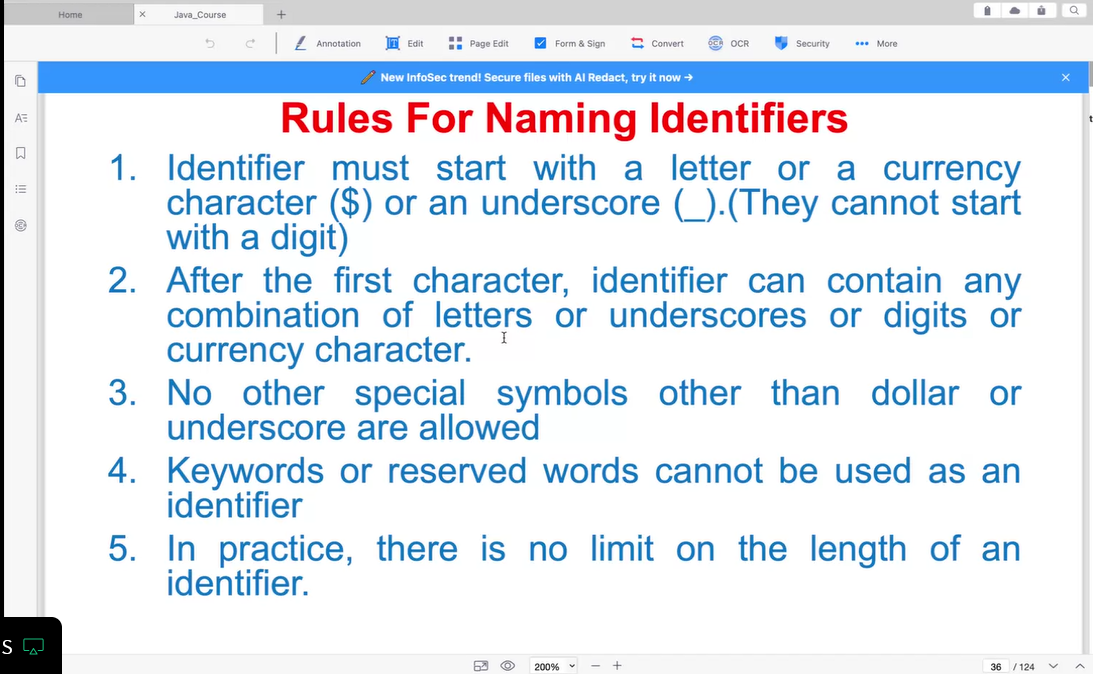 Home
Java_Course
Annotation
Edit
Page Edit
Form & Sign
Convert
OCR
OCR
Security
More
New InfoSec trend! Secure files with AI Redact, try it now →
Rules For Naming Identifiers
1. Identifier must start with a letter or a currency
character ($) or an underscore (_).(They cannot start
with a digit)
2. After the first character, identifier can contain any
combination of letters or underscores or digits or
currency character.
3. No other special symbols other than dollar or
underscore are allowed
4. Keywords or reserved words cannot be used as an
identifier
5. In practice, there is no limit on the length of an
identifier.
S
200%
36 / 124